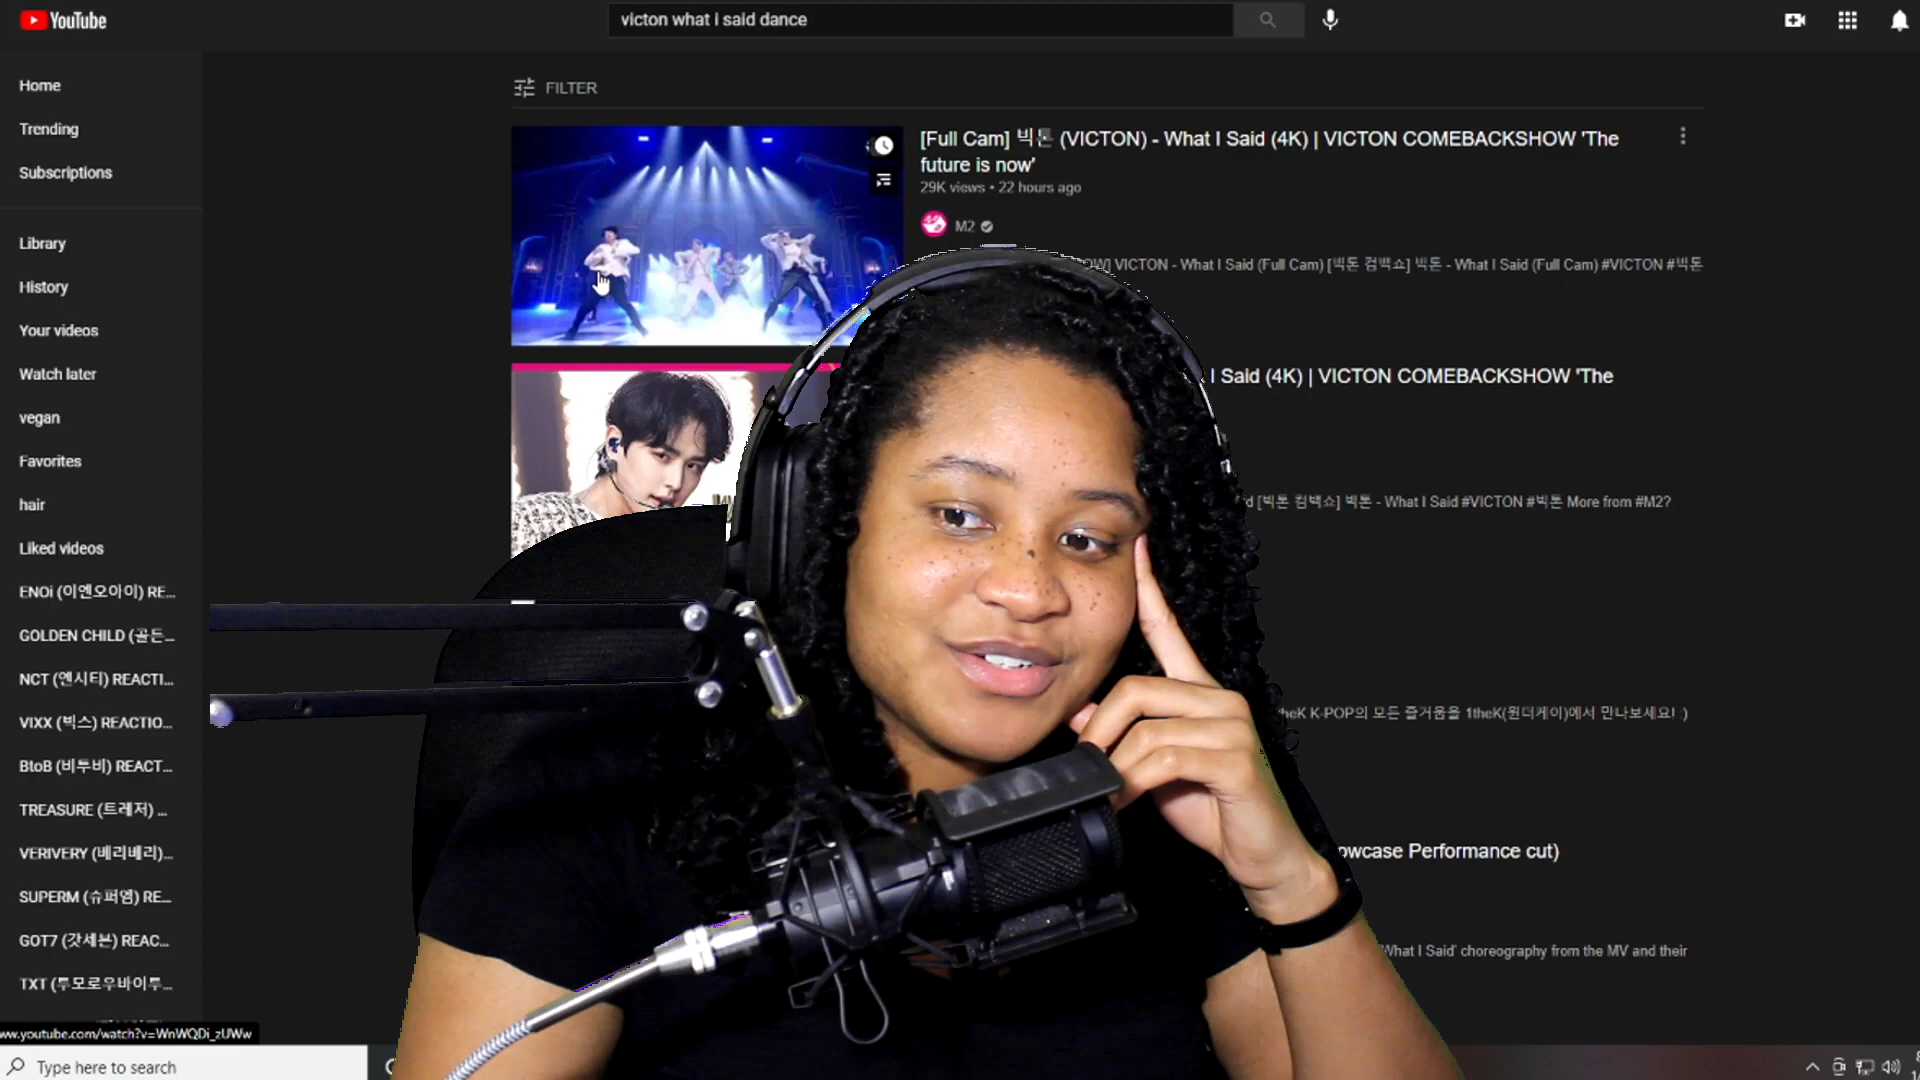 YouTube
victon what i said dance
Home
Trending
Subscriptions
Library
History
Your videos
Watch later
vegan
Favorites
hair
Liked videos
ENOi (이엔오아이) RE...
GOLDEN CHILD (골든...
NCT (엔시티) REACTI...
VIXX (빅스) REACTIO...
BtoB (비투비) REACT...
TREASURE (트레저) ...
VERIVERY (베리베리)...
SUPERM (슈퍼엠) RE...
GOT7 (갓세븐) REAC...
TXT (투모로우바이투...
FILTER
[Full Cam] 빅톤 (VICTON) - What I Said (4K) | VICTON COMEBACKSHOW 'The
future is now'
29K views • 22 hours ago
M2
OW] VICTON - What I Said (Full Cam) [빅톤 컴백쇼] 빅톤 - What I Said (Full Cam) #VICTON #빅톤
I Said (4K) | VICTON COMEBACKSHOW 'The
d [빅톤 컴백쇼] 빅톤 - What I Said #VICTON #빅톤 More from #M2?
theK K-POP의 모든 즐거움을 1theK(원더케이)에서 만나보세요! :)
owcase Performance cut)
What I Said' choreography from the MV and their
ww.youtube.com/watch?v=WnWQDi_zUWw
Type here to search